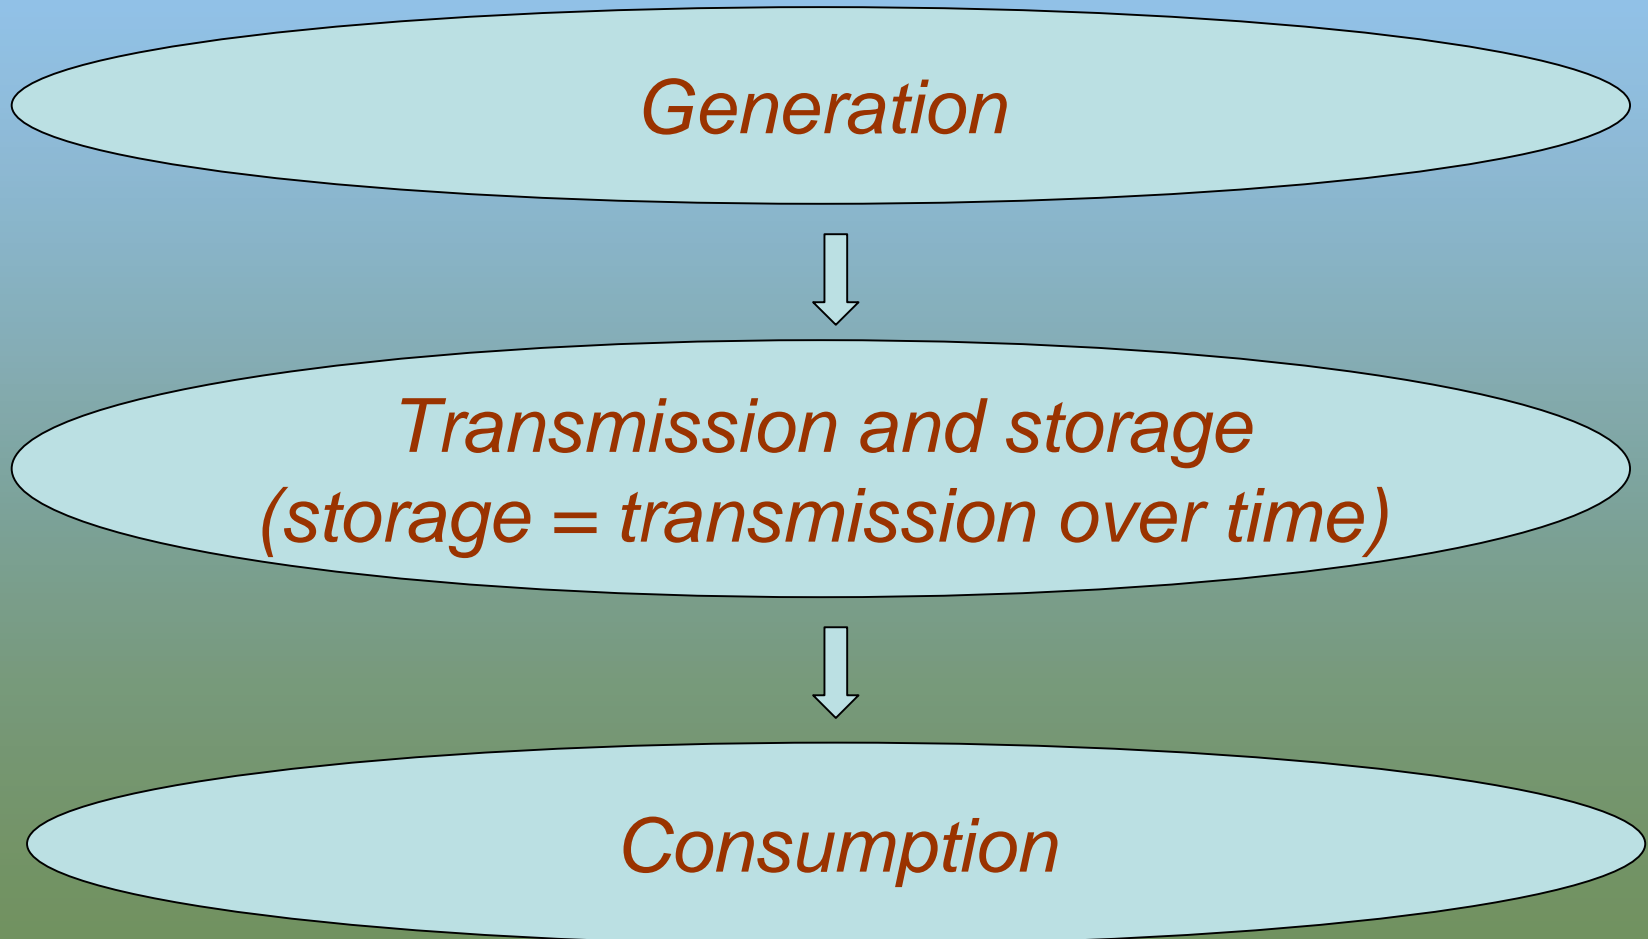 Generation
Transmission and storage
(storage = transmission over time)
Consumption